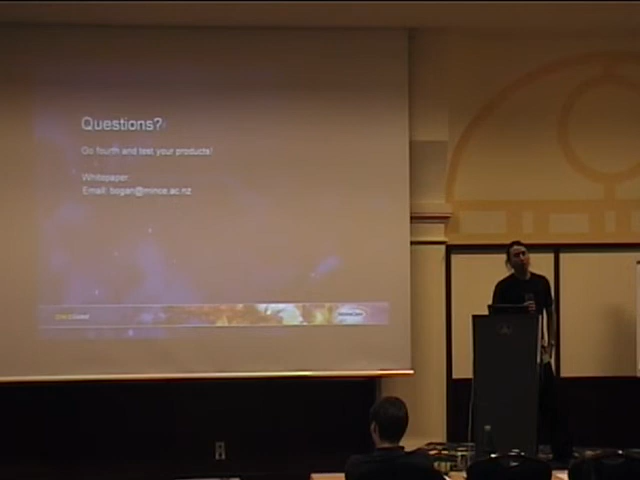 Questions?
Go fourth and test your products!
Whitepaper:
Email: bogan@mince.ac.nz